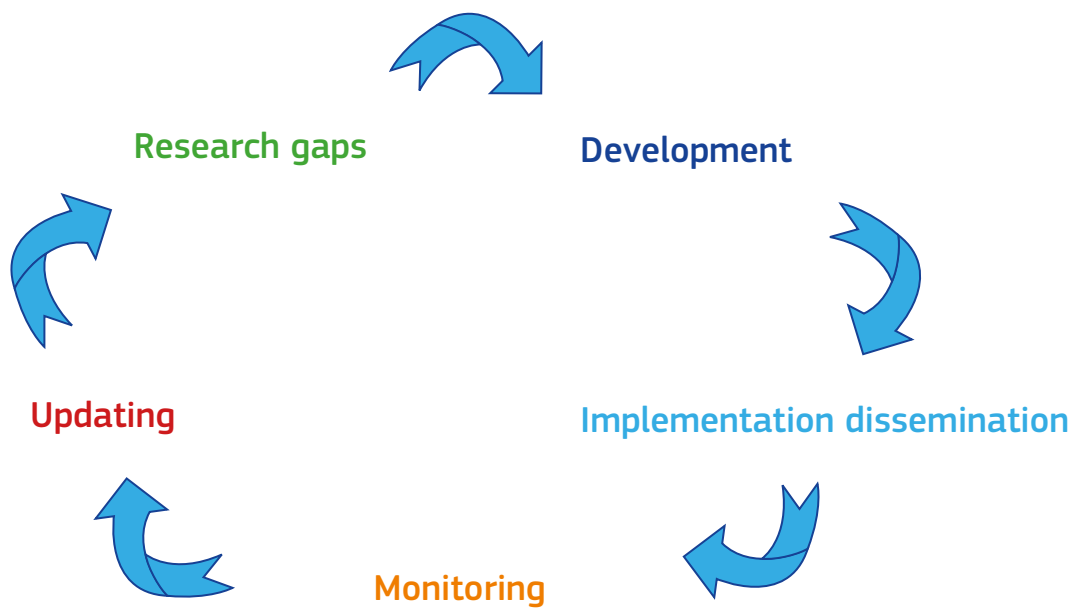 Research gaps
Development
Updating
Implementation dissemination
Monitoring